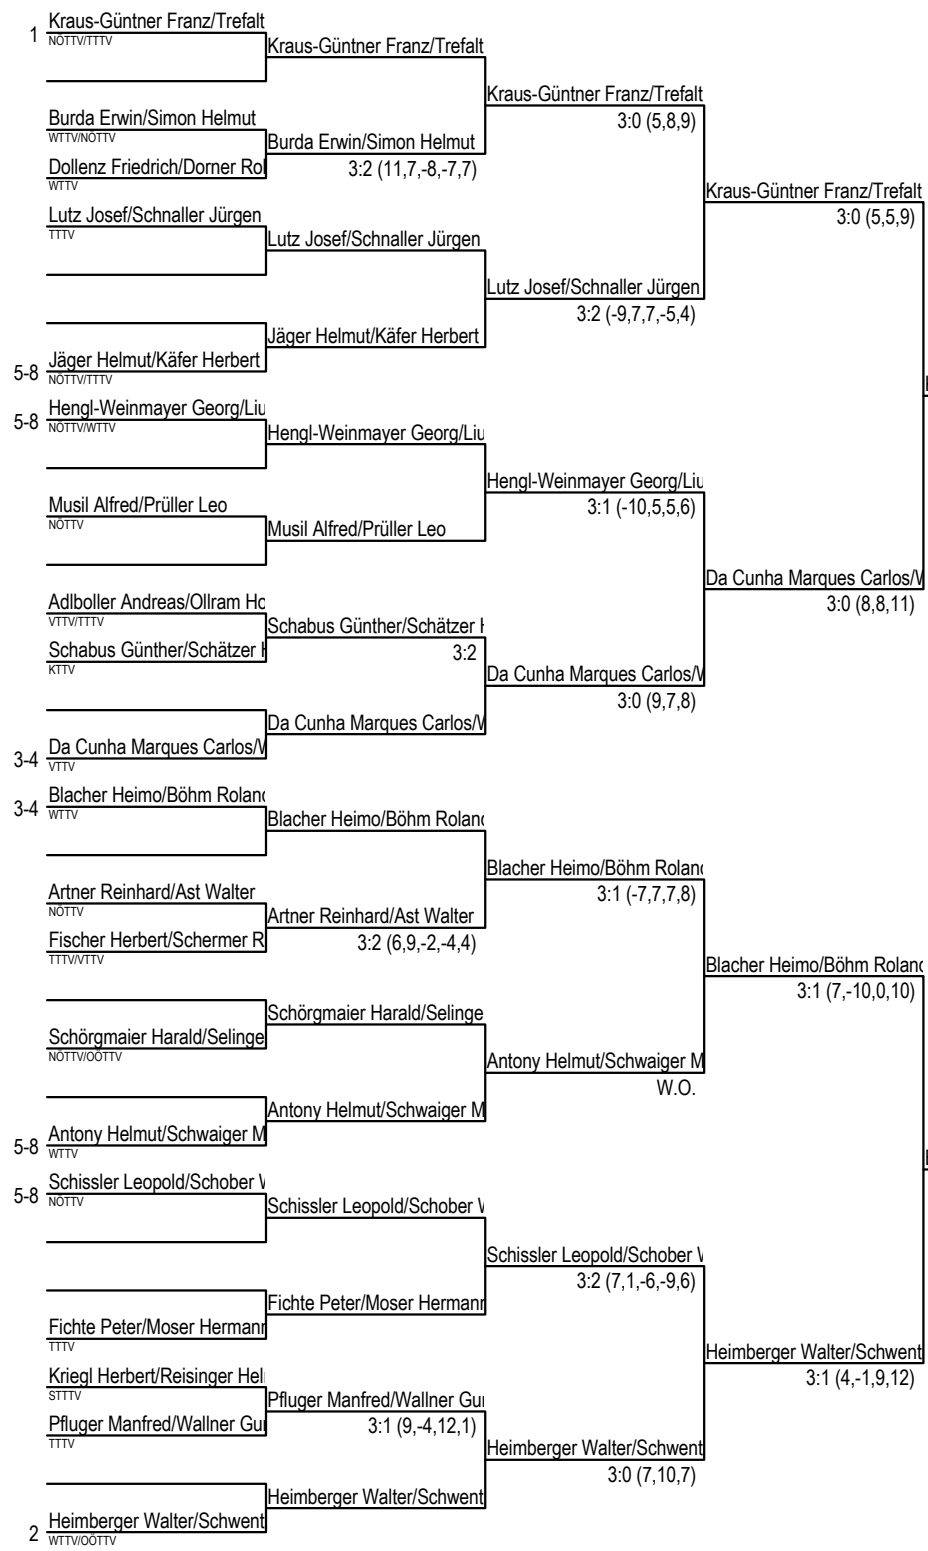 1 Kraus-Güntner Franz/Trefalt
NÖTTV/TTTV
Kraus-Güntner Franz/Trefalt
Kraus-Güntner Franz/Trefalt
3:0 (5,8,9)
Burda Erwin/Simon Helmut
WTTV/NÖTTV
Burda Erwin/Simon Helmut
3:2 (11,7,-8,-7,7)
Dollenz Friedrich/Dorner Rol
WTTV
Kraus-Güntner Franz/Trefalt
3:0 (5,5,9)
Lutz Josef/Schnaller Jürgen
TTTV
Lutz Josef/Schnaller Jürgen
Lutz Josef/Schnaller Jürgen
3:2 (-9,7,7,-5,4)
Jäger Helmut/Käfer Herbert
5-8 Jäger Helmut/Käfer Herbert
NÖTTV/TTTV
5-8 Hengl-Weinmayer Georg/Liu
NÖTTV/WTTV
Hengl-Weinmayer Georg/Liu
Hengl-Weinmayer Georg/Liu
3:1 (-10,5,5,6)
Musil Alfred/Prüller Leo
NÖTTV
Musil Alfred/Prüller Leo
Da Cunha Marques Carlos/W
3:0 (8,8,11)
Adlboller Andreas/Ollram Ho
VTTV/TTTV
Schabus Günther/Schätzer H
3:2
Schabus Günther/Schätzer H
KTTV
Da Cunha Marques Carlos/W
3:0 (9,7,8)
Da Cunha Marques Carlos/W
3-4 Da Cunha Marques Carlos/W
VTTV
3-4 Blacher Heimo/Böhm Roland
WTTV
Blacher Heimo/Böhm Roland
Blacher Heimo/Böhm Roland
3:1 (-7,7,7,8)
Artner Reinhard/Ast Walter
NÖTTV
Artner Reinhard/Ast Walter
3:2 (6,9,-2,-4,4)
Fischer Herbert/Schermer R
TTTV/VTTV
Blacher Heimo/Böhm Roland
3:1 (7,-10,0,10)
Schörgmaier Harald/Selinge
Schörgmaier Harald/Selinge
NÖTTV/OÖTTV
Antony Helmut/Schwaiger M
W.O.
Antony Helmut/Schwaiger M
5-8 Antony Helmut/Schwaiger M
WTTV
5-8 Schissler Leopold/Schober W
NÖTTV
Schissler Leopold/Schober W
Schissler Leopold/Schober W
3:2 (7,1,-6,-9,6)
Fichte Peter/Moser Hermann
Fichte Peter/Moser Hermann
TTTV
Heimberger Walter/Schwent
3:1 (4,-1,9,12)
Kriegl Herbert/Reisinger Hel
STTTV
Pfluger Manfred/Wallner Gun
3:1 (9,-4,12,1)
Pfluger Manfred/Wallner Gun
TTTV
Heimberger Walter/Schwent
3:0 (7,10,7)
Heimberger Walter/Schwent
2 Heimberger Walter/Schwent
WTTV/OÖTTV